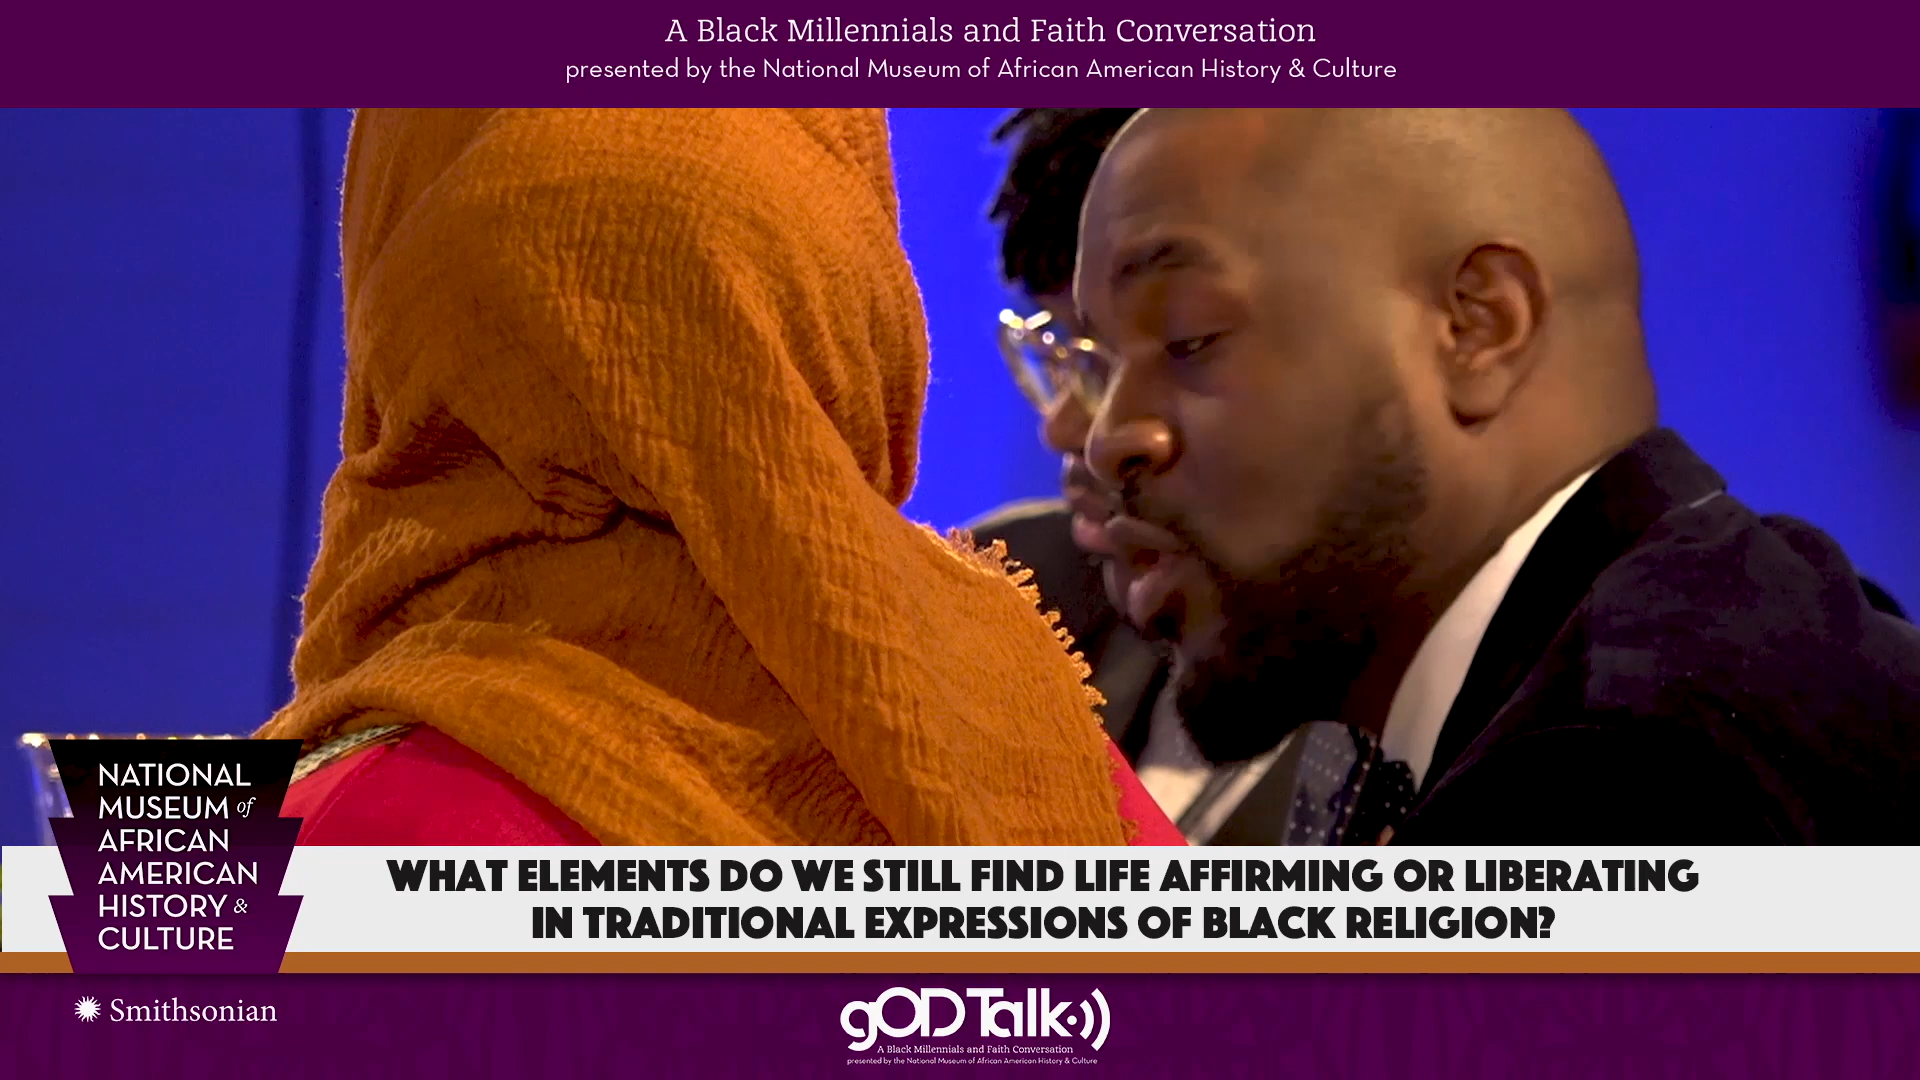 A Black Millennials and Faith Conversation
presented by the National Museum of African American History & Culture
NATIONAL
MUSEUM of
AFRICAN
AMERICAN
HISTORY &
CULTURE
WHAT ELEMENTS DO WE STILL FIND LIFE AFFIRMING OR LIBERATING
IN TRADITIONAL EXPRESSIONS OF BLACK RELIGION?
Smithsonian
gOD Talk
A Black Millennials and Faith Conversation
presented by the National Museum of African American History & Culture